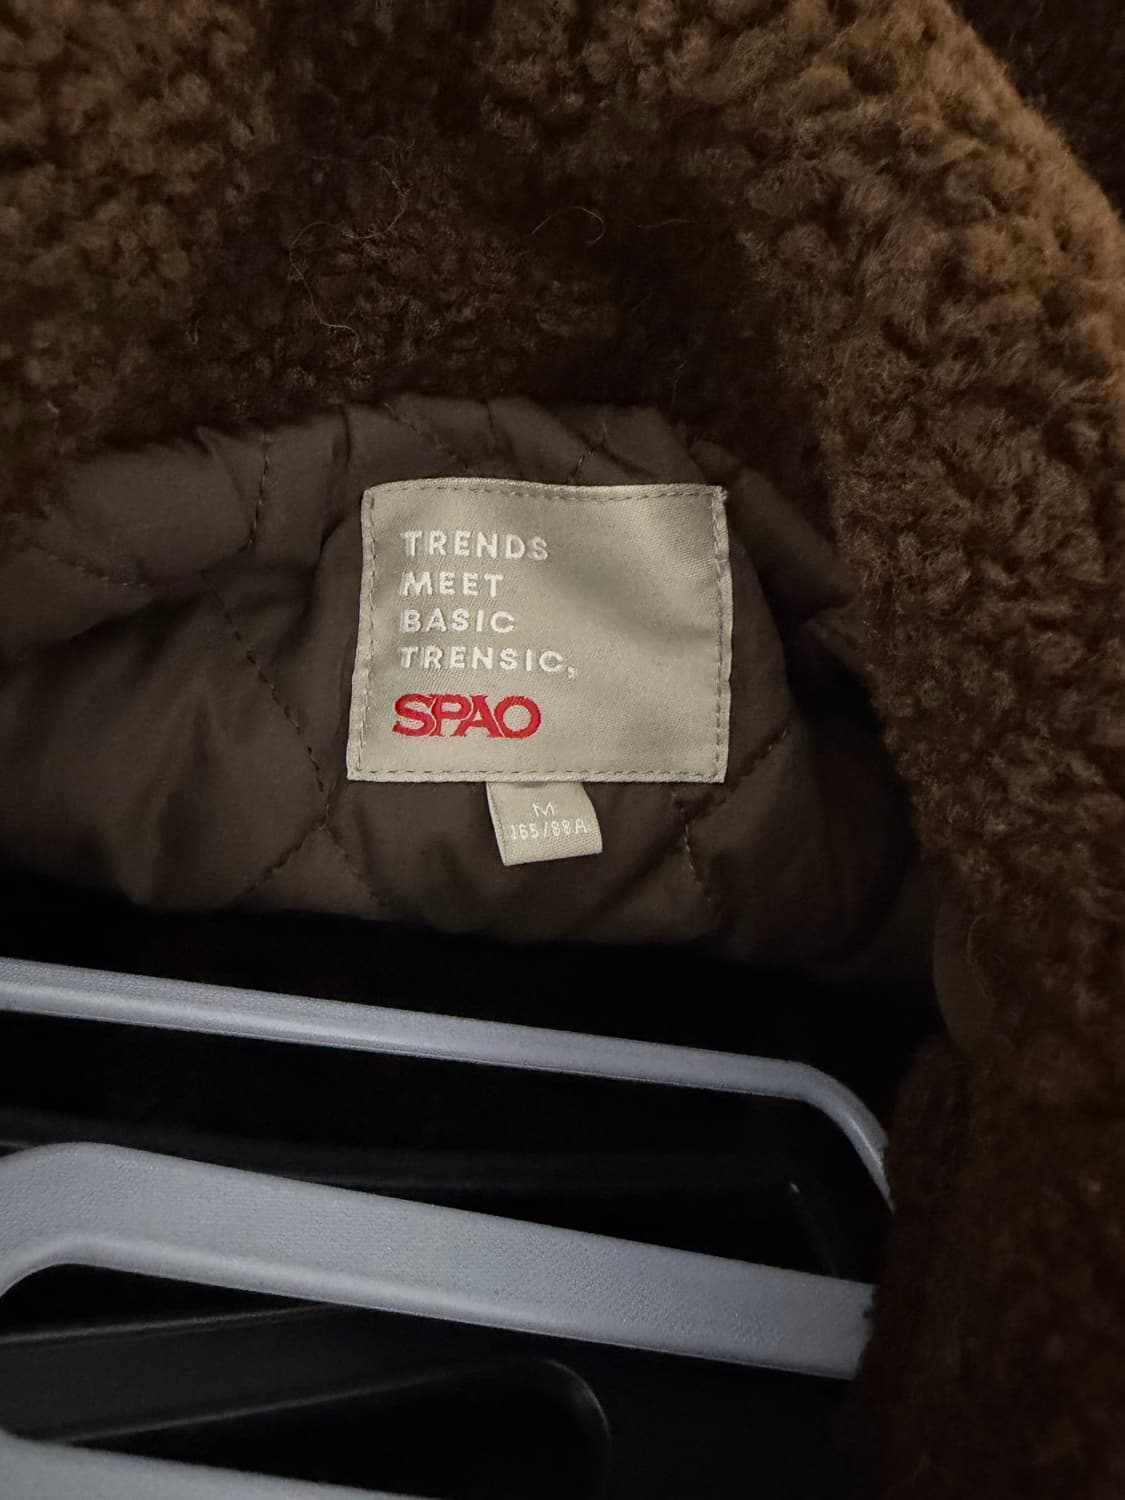 TRENDS
MEET
BASIC
TRENSIC,
SPAO
M
165/88A